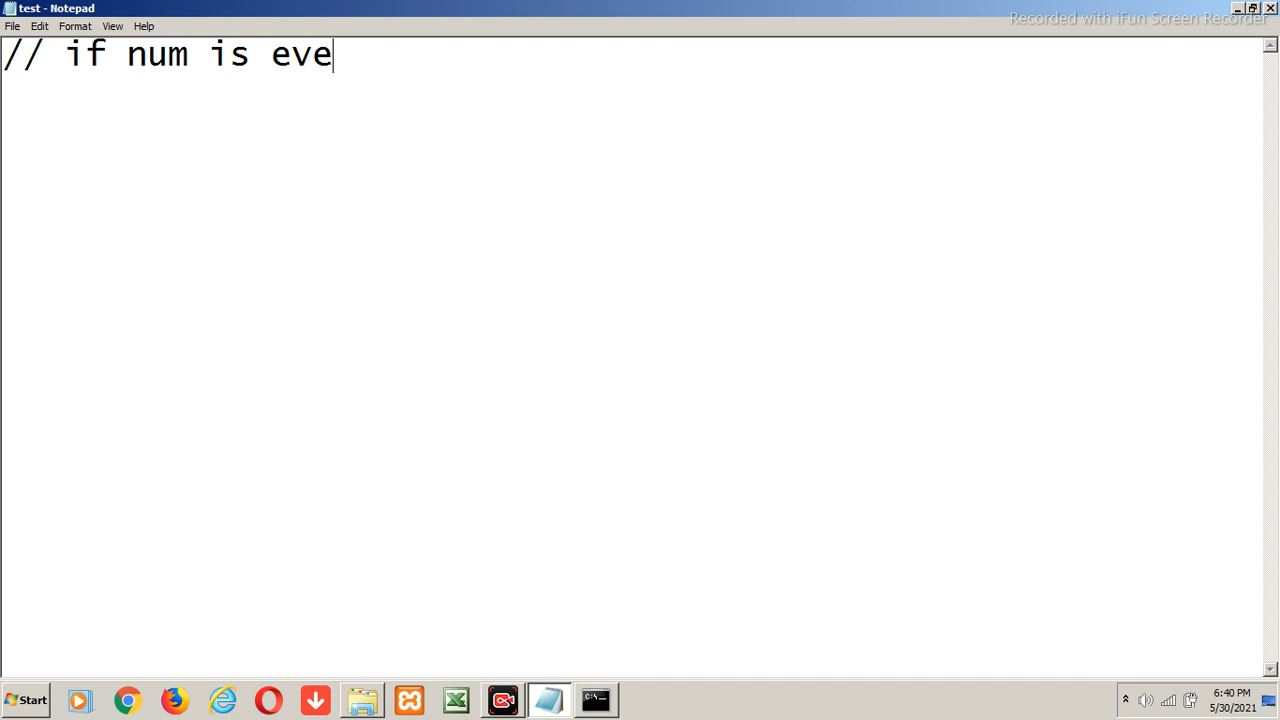 test - Notepad
File Edit Format View Help
Recorded with iFun Screen Recorder
// if num is eve
Start
C:\
6:40 PM
5/30/2021